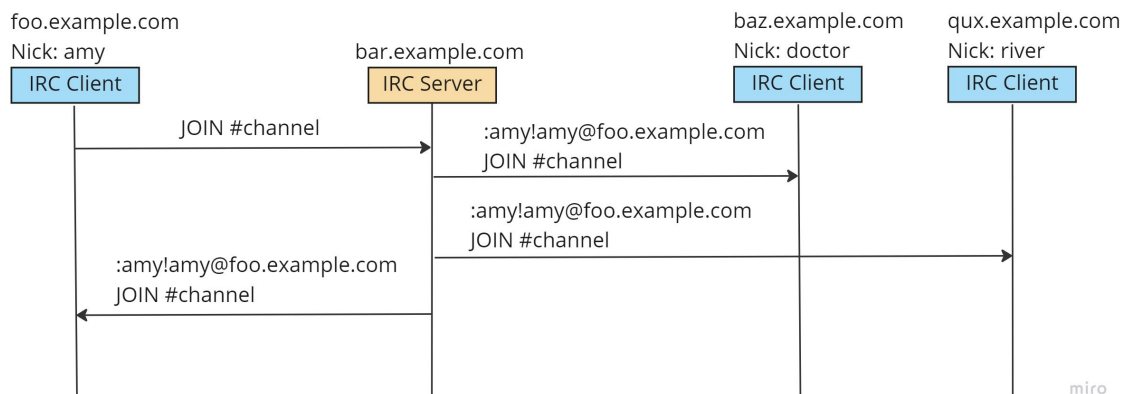 foo.example.com
Nick: amy
IRC Client
bar.example.com
IRC Server
baz.example.com
Nick: doctor
IRC Client
qux.example.com
Nick: river
IRC Client
JOIN #channel
:amy!amy@foo.example.com
JOIN #channel
:amy!amy@foo.example.com
JOIN #channel
:amy!amy@foo.example.com
JOIN #channel
miro